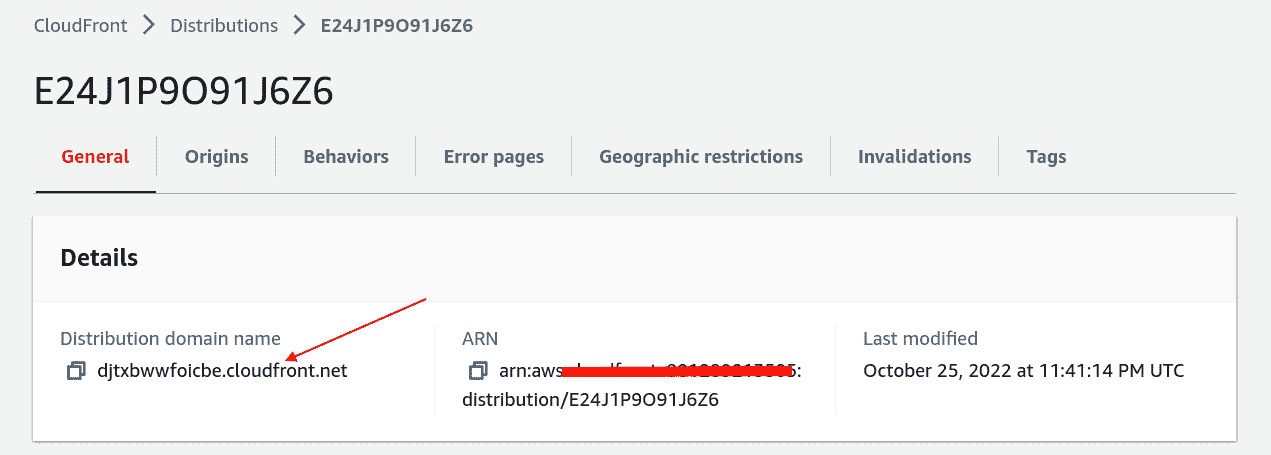 CloudFront > Distributions > E24J1P9O91J6Z6
E24J1P9O91J6Z6
General Origins Behaviors Error pages Geographic restrictions Invalidations Tags
Details
Distribution domain name ARN Last modified
djtxbwwfoicbe.cloudfront.net arn:aws : October 25, 2022 at 11:41:14 PM UTC
distribution/E24J1P9O91J6Z6